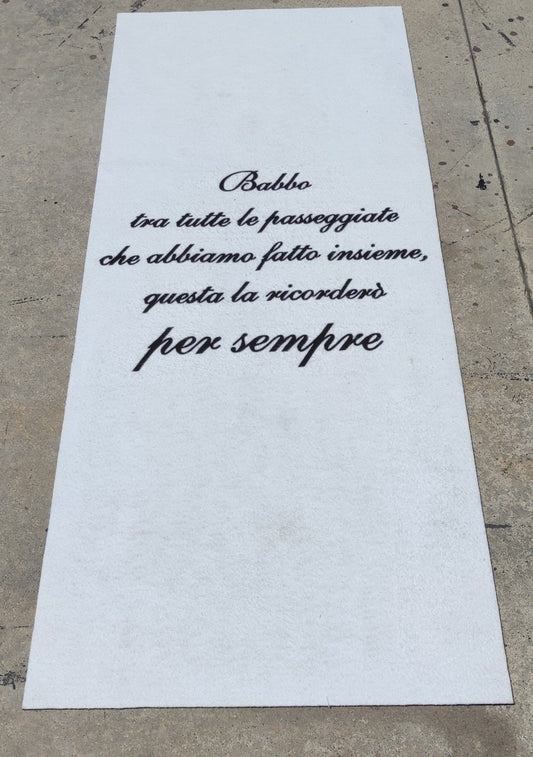 Babbo
tra tutte le passeggiate
che abbiamo fatto insieme,
questa la ricorderò
per sempre